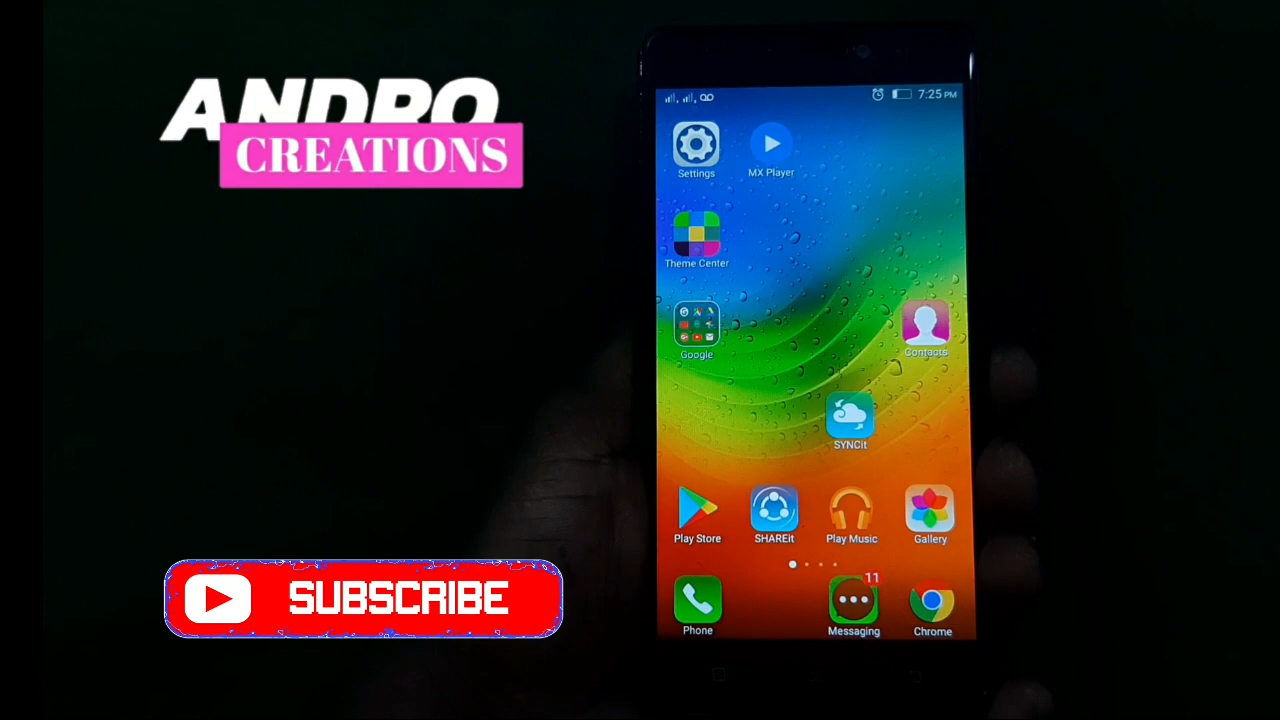 ANDRO
CREATIONS
SUBSCRIBE
7:25 PM
Settings
MX Player
Theme Center
Google
Contacts
SYNCit
Play Store
SHAREit
Play Music
Gallery
11
Phone
Messaging
Chrome